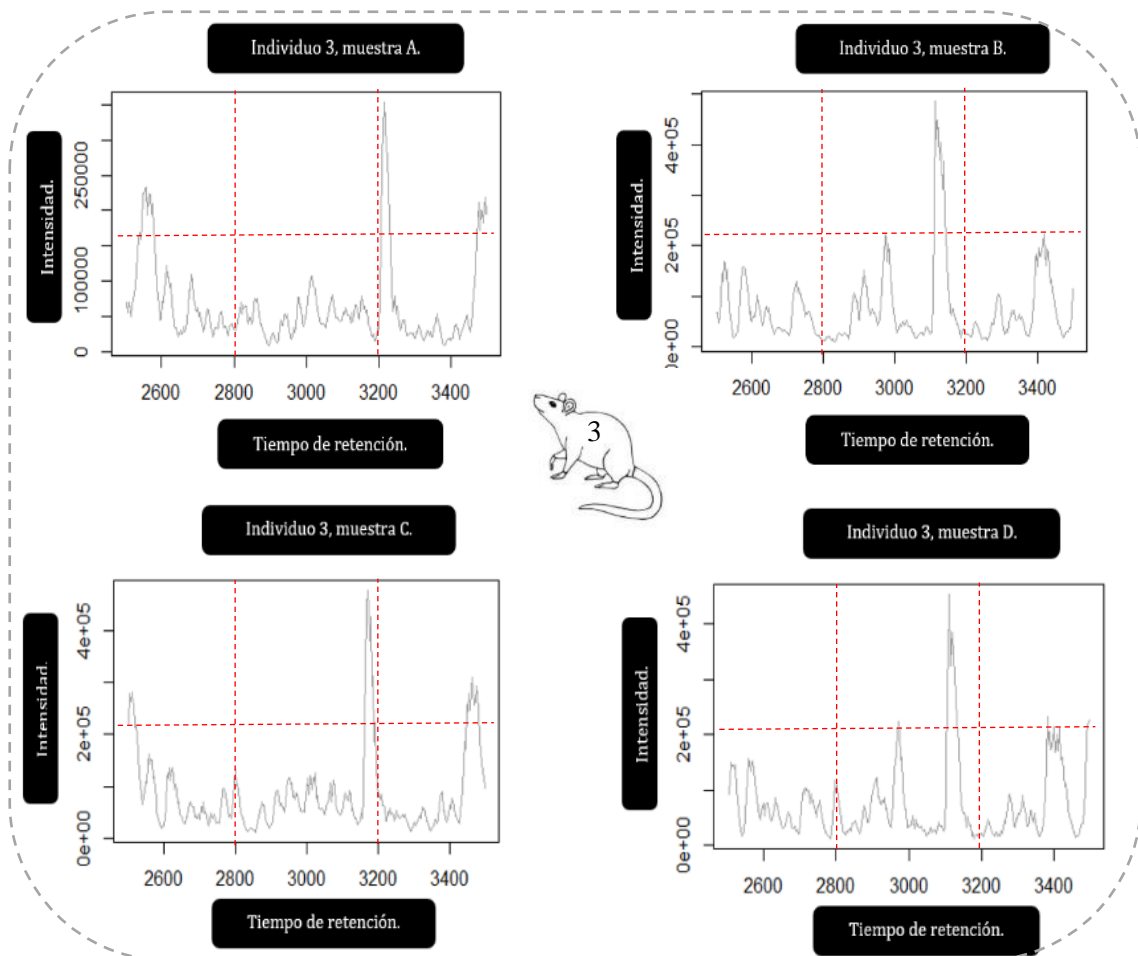 Individuo 3, muestra A.
Individuo 3, muestra B.
Intensidad.
0 100000 250000
2600 2800 3000 3200 3400
Tiempo de retención.
Intensidad.
0e+00 2e+05 4e+05
2600 2800 3000 3200 3400
Tiempo de retención.
3
Individuo 3, muestra C.
Individuo 3, muestra D.
Intensidad.
0e+00 2e+05 4e+05
2600 2800 3000 3200 3400
Tiempo de retención.
Intensidad.
0e+00 2e+05 4e+05
2600 2800 3000 3200 3400
Tiempo de retención.